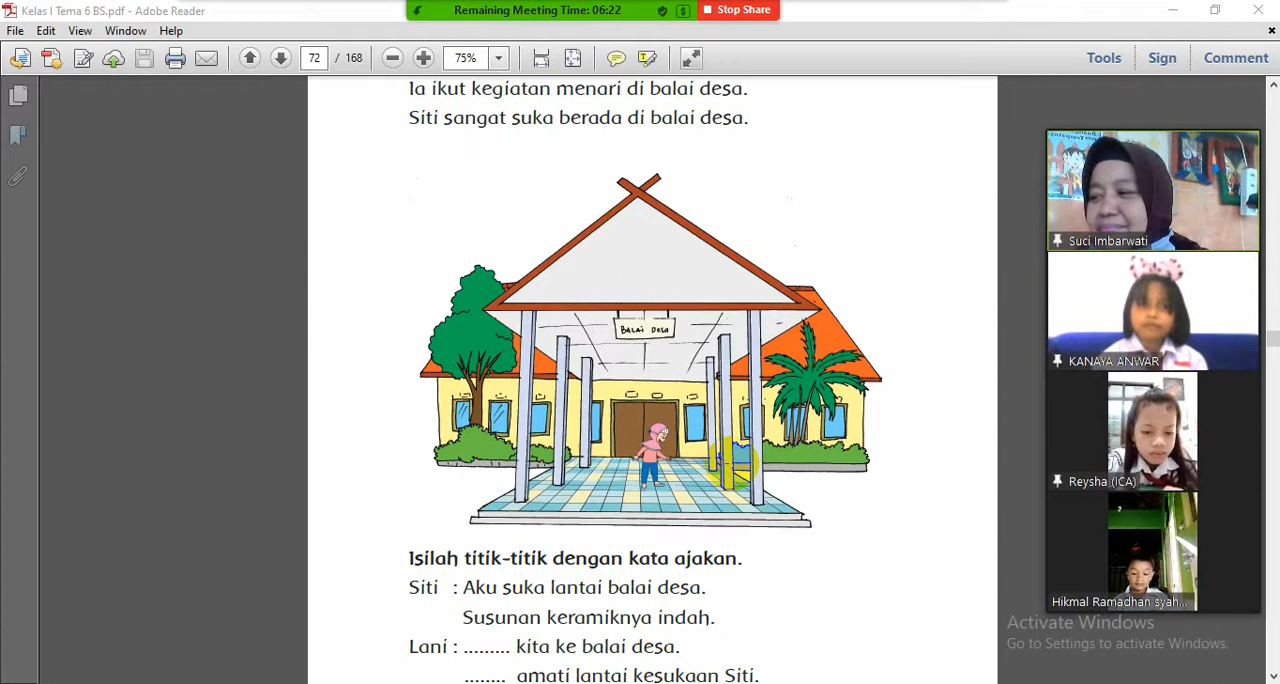 Kelas I Tema 6 BS.pdf - Adobe Reader
Remaining Meeting Time: 06:22
Stop Share
File Edit View Window Help
72 / 168
75%
Tools Sign Comment
Ia ikut kegiatan menari di balai desa.
Siti sangat suka berada di balai desa.
BALAI DESA
Isilah titik-titik dengan kata ajakan.
Siti : Aku suka lantai balai desa.
Susunan keramiknya indah.
Lani : ......... kita ke balai desa.
........ amati lantai kesukaan Siti.
Suci Imbarwati
KANAYA ANWAR
Reysha (ICA)
Hikmal Ramadhan syah...
Activate Windows
Go to Settings to activate Windows.